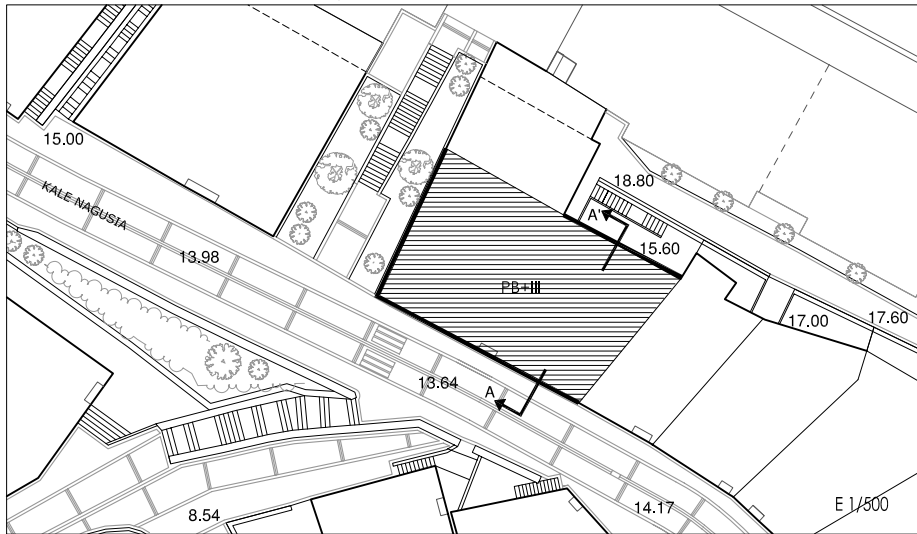 15.00
KALE NAGUSIA
13.98
18.80
A'
15.60
PB+III
17.00
17.60
13.64
A
14.17
8.54
E 1/500